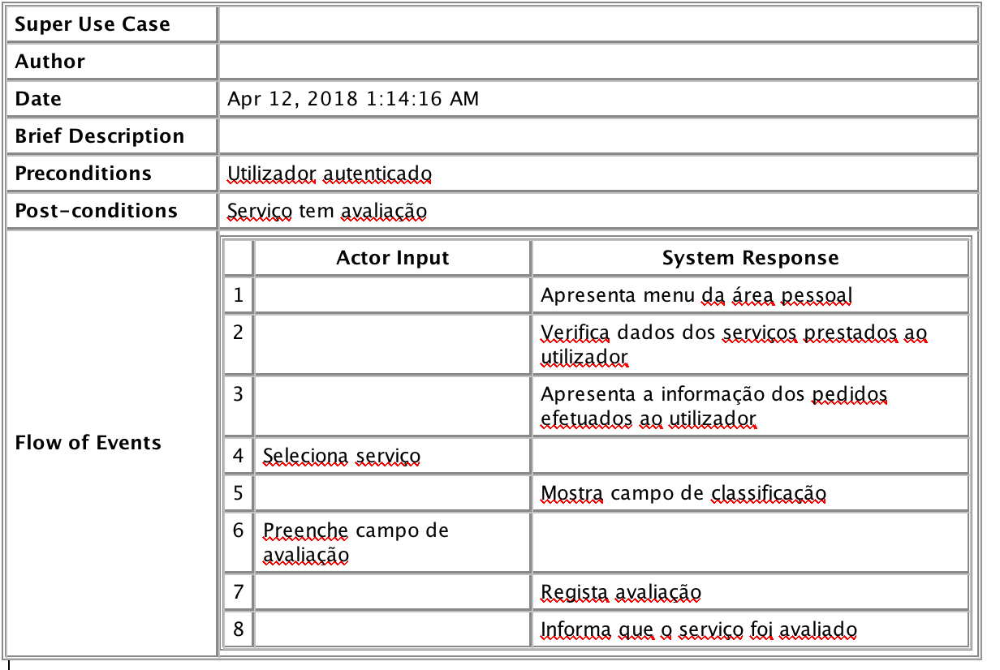 Super Use Case
Author
Date Apr 12, 2018 1:14:16 AM
Brief Description
Preconditions Utilizador autenticado
Post-conditions Serviço tem avaliação
Flow of Events
Actor Input System Response
1 Apresenta menu da área pessoal
2 Verifica dados dos serviços prestados ao
utilizador
3 Apresenta a informação dos pedidos
efetuados ao utilizador
4 Seleciona serviço
5 Mostra campo de classificação
6 Preenche campo de
avaliação
7 Regista avaliação
8 Informa que o serviço foi avaliado